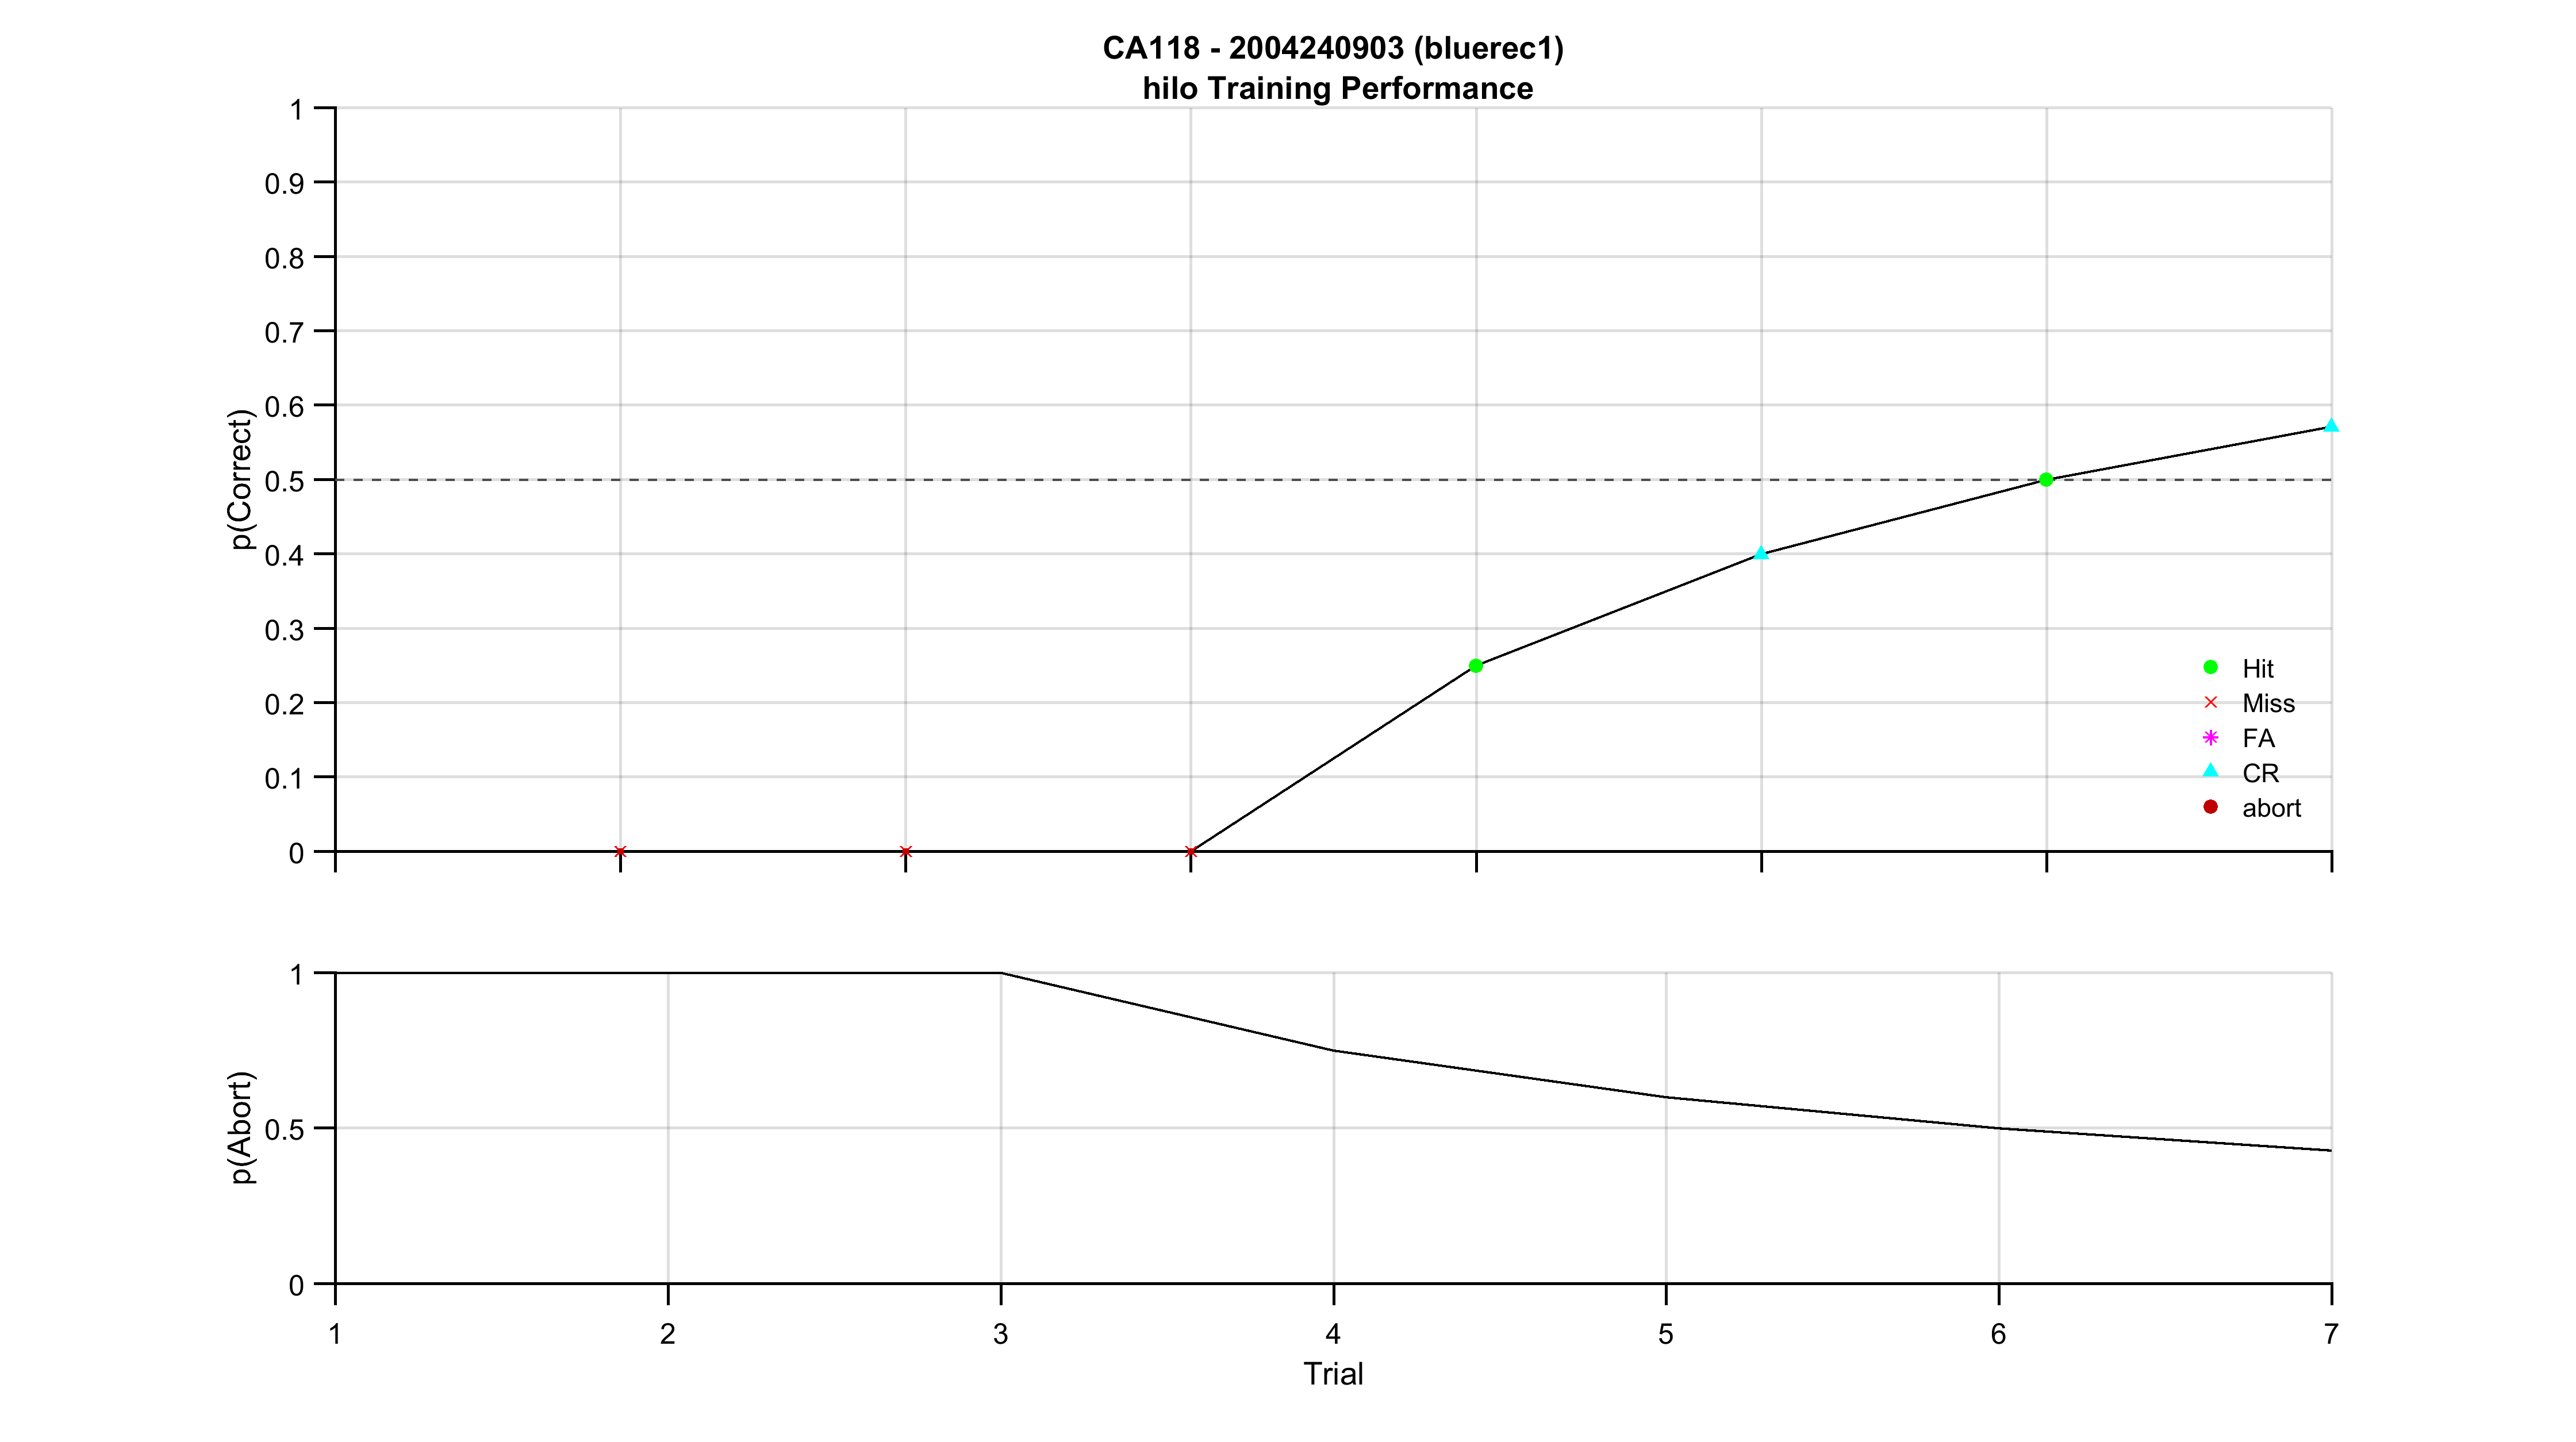 CA118 - 2004240903 (bluerec1)
hilo Training Performance
1
0.9
0.8
0.7
0.6
0.5
0.4
0.3
0.2
0.1
0
p(Correct)
Hit
Miss
FA
CR
abort
1
0.5
0
p(Abort)
1 2 3 4 5 6 7
Trial